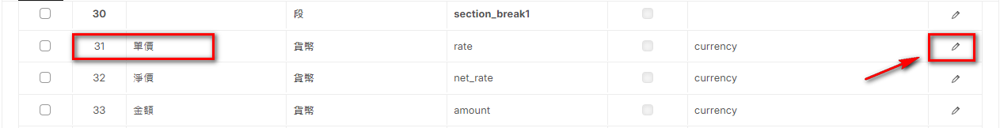 30 段 section_break1
31 單價 貨幣 rate currency
32 淨價 貨幣 net_rate currency
33 金額 貨幣 amount currency